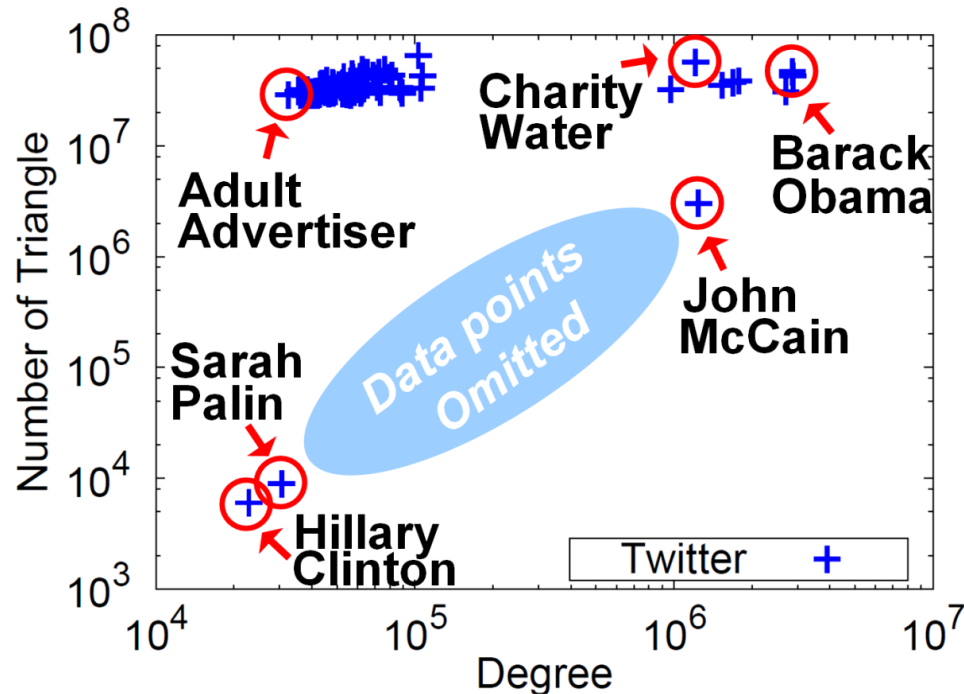 Number of Triangle
10^8
10^7
10^6
10^5
10^4
10^3
Adult
Advertiser
Charity
Water
Barack
Obama
John
McCain
Data points
Omitted
Sarah
Palin
Hillary
Clinton
Twitter
10^4
10^5
10^6
10^7
Degree